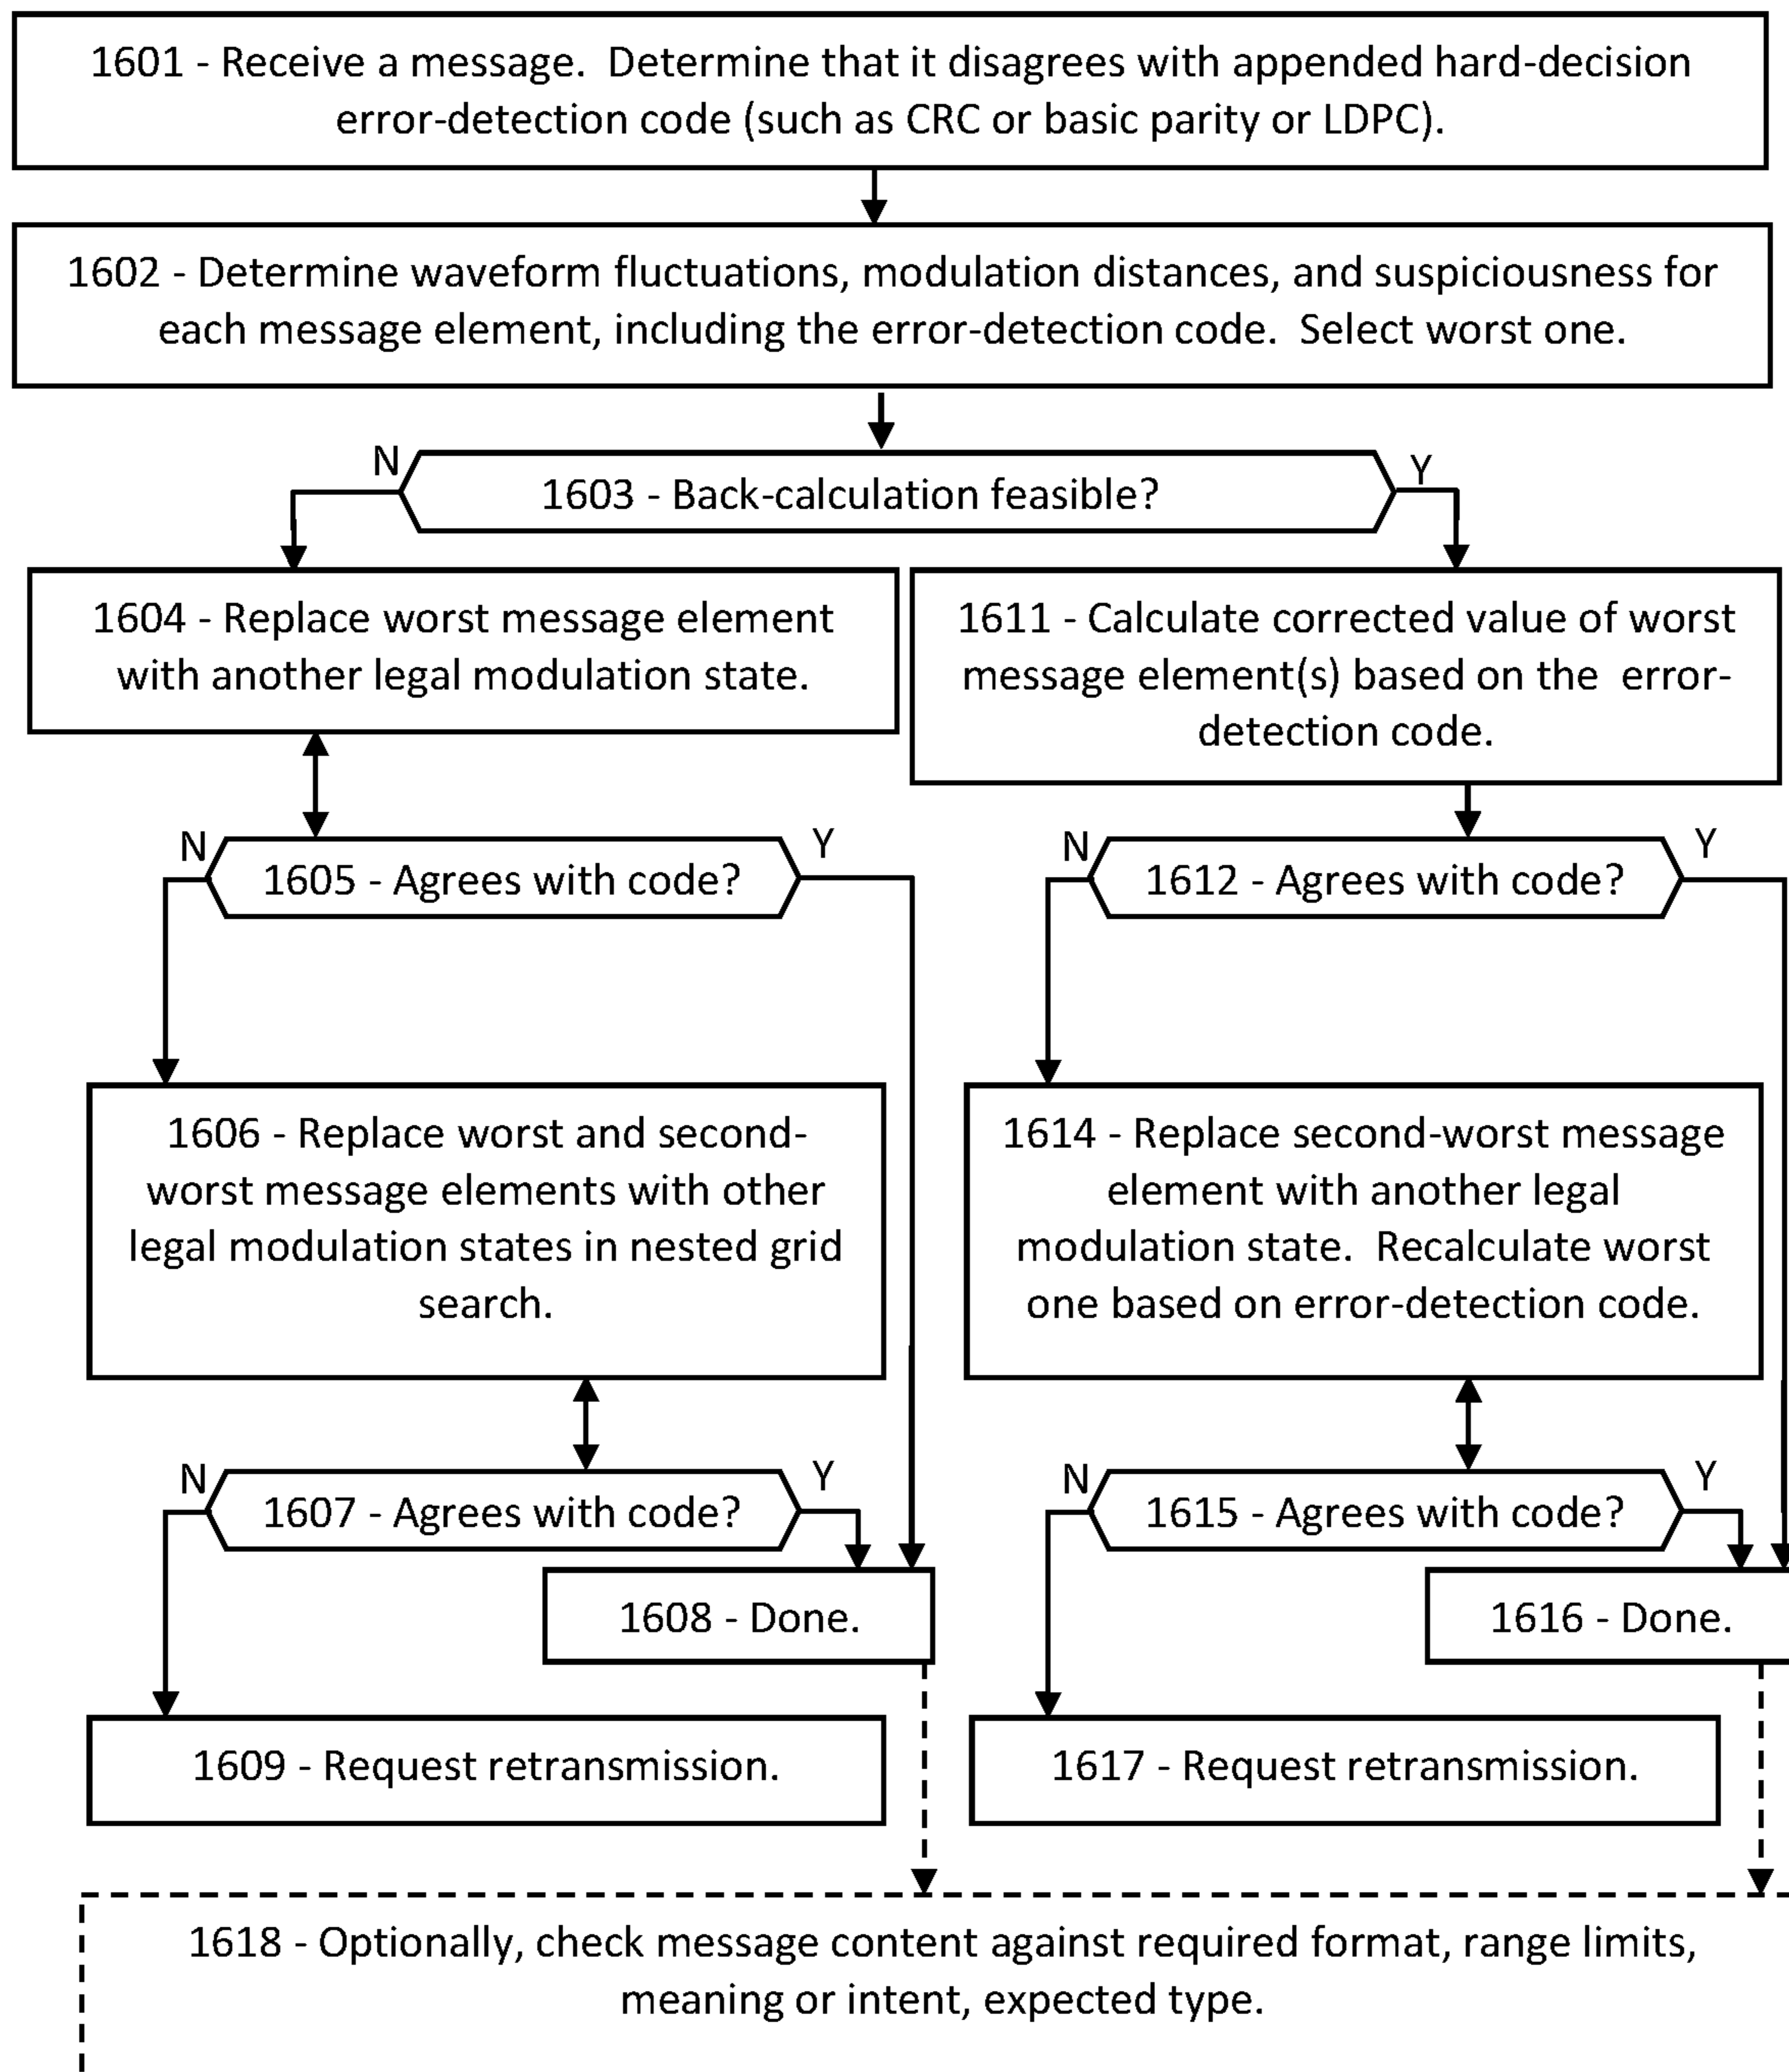 1601 - Receive a message.  Determine that it disagrees with appended hard-decision
error-detection code (such as CRC or basic parity or LDPC).
1602 - Determine waveform fluctuations, modulation distances, and suspiciousness for
each message element, including the error-detection code.  Select worst one.
N
Y
1603 - Back-calculation feasible?
1604 - Replace worst message element
with another legal modulation state.
1611 - Calculate corrected value of worst
message element(s) based on the  error-
detection code.
N
Y
1605 - Agrees with code?
N
Y
1612 - Agrees with code?
1606 - Replace worst and second-
worst message elements with other
legal modulation states in nested grid
search.
1614 - Replace second-worst message
element with another legal
modulation state.  Recalculate worst
one based on error-detection code.
N
Y
1607 - Agrees with code?
N
Y
1615 - Agrees with code?
1608 - Done.
1616 - Done.
1609 - Request retransmission.
1617 - Request retransmission.
1618 - Optionally, check message content against required format, range limits,
meaning or intent, expected type.